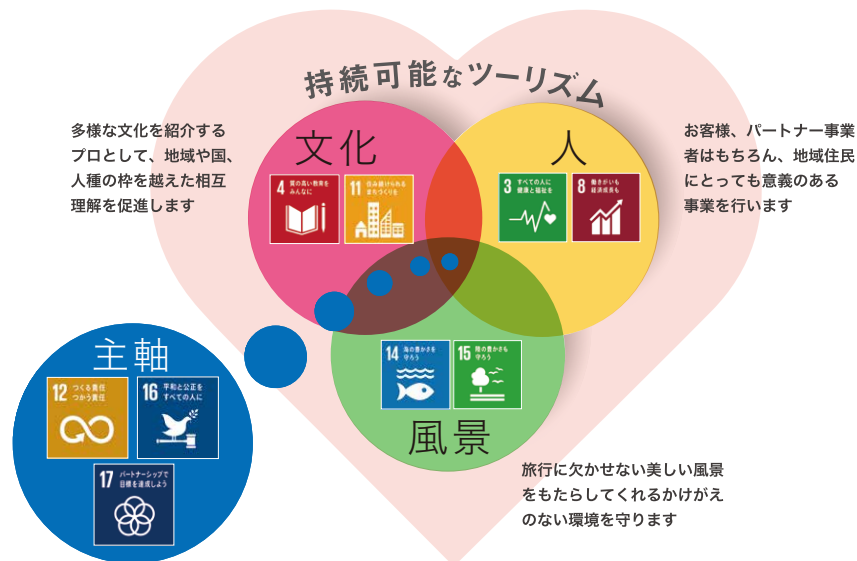 持続可能なツーリズム
多様な文化を紹介する
プロとして、地域や国、
人種の枠を越えた相互
理解を促進します
文化
4 質の高い教育を
みんなに
11 住み続けられる
まちづくりを
人
3 すべての人に
健康と福祉を
8 働きがいも
経済成長も
お客様、パートナー事業
者はもちろん、地域住民
にとっても意義のある
事業を行います
14 海の豊かさを
守ろう
15 陸の豊かさも
守ろう
風景
旅行に欠かせない美しい風景
をもたらしてくれるかけがえ
のない環境を守ります
主軸
12 つくる責任
つかう責任
16 平和と公正を
すべての人に
17 パートナーシップで
目標を達成しよう